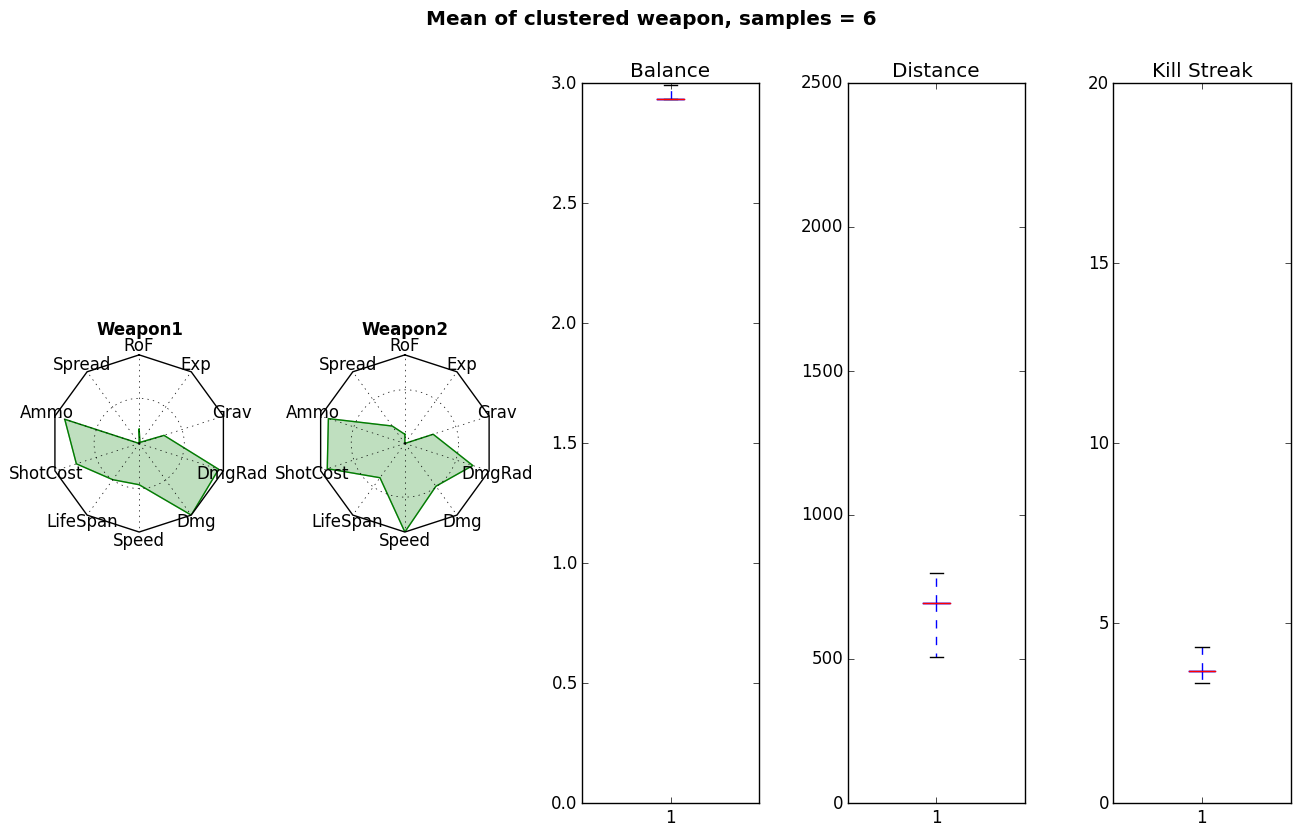 Mean of clustered weapon, samples = 6
Weapon1
RoF
Spread
Exp
Ammo
Grav
ShotCost
DmgRad
LifeSpan
Dmg
Speed
Weapon2
RoF
Spread
Exp
Ammo
Grav
ShotCost
DmgRad
LifeSpan
Dmg
Speed
Balance
3.0
2.5
2.0
1.5
1.0
0.5
0.0
1
Distance
2500
2000
1500
1000
500
0
1
Kill Streak
20
15
10
5
0
1